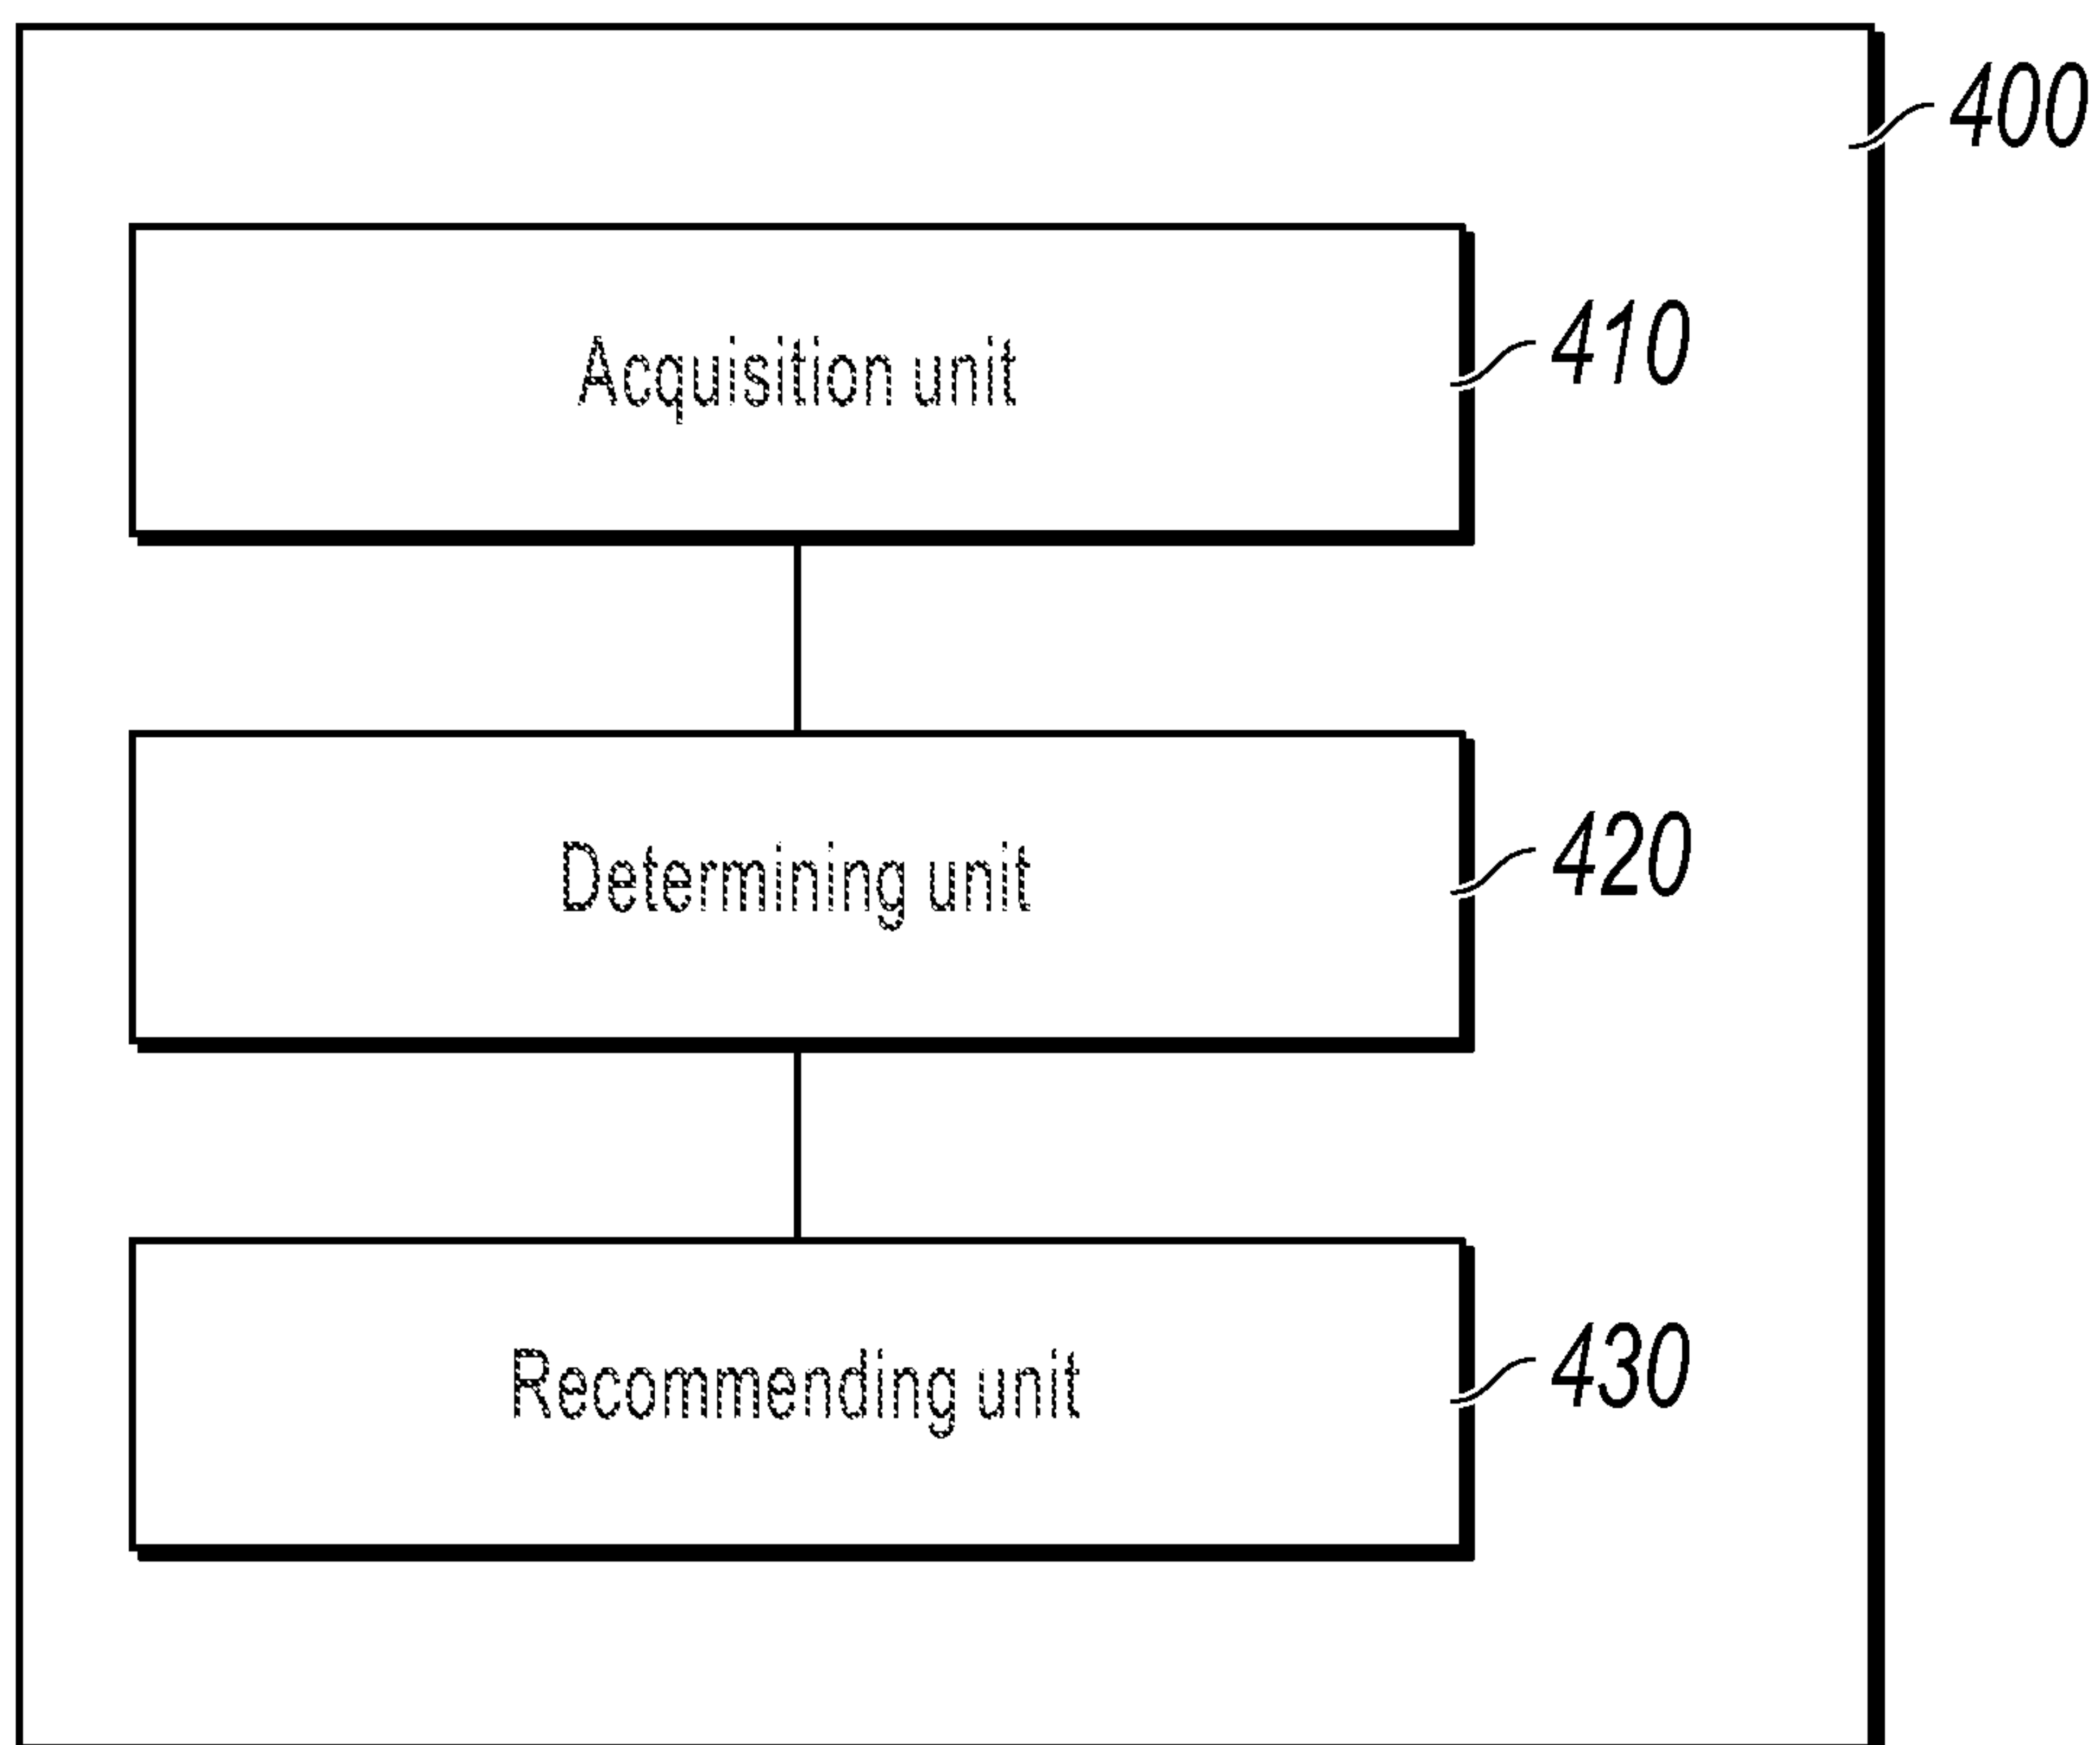 400
Acquisition unit
410
Determining unit
420
Recommending unit
430